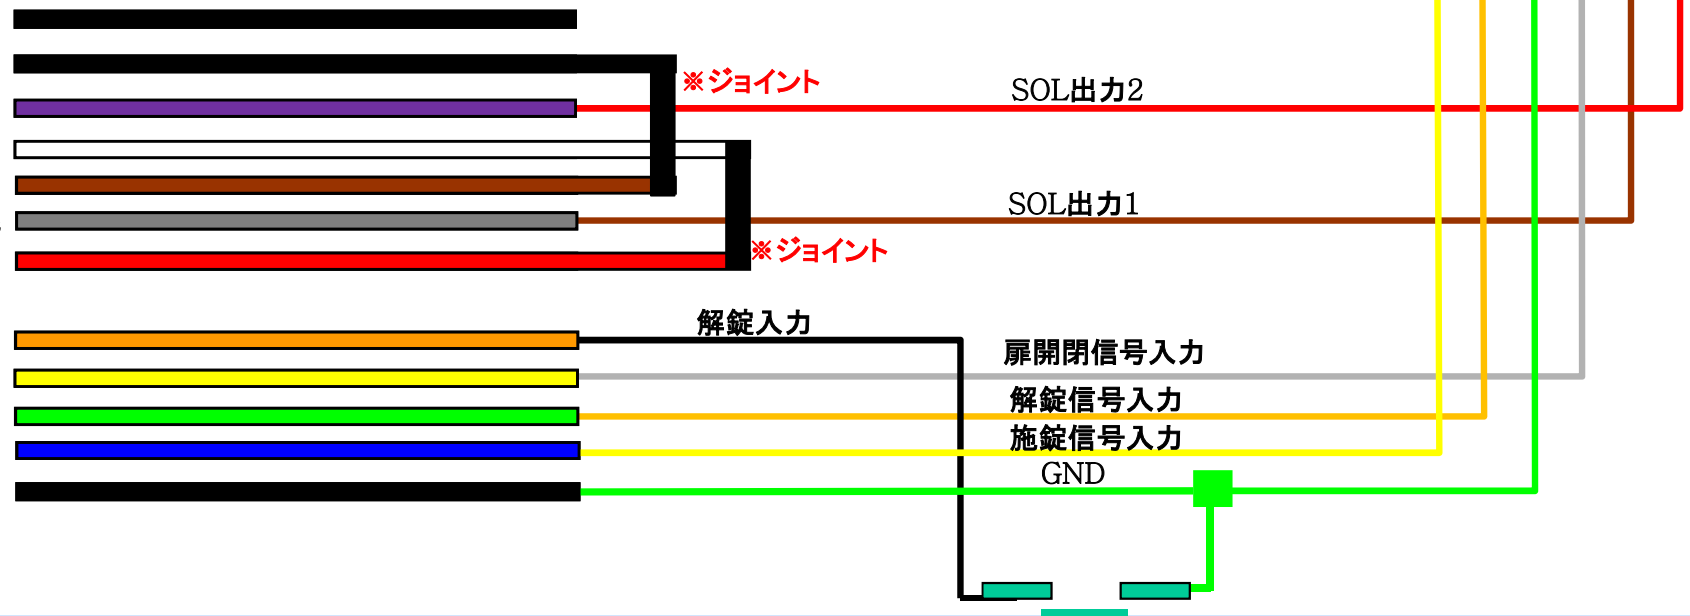 ※ジョイント
SOL出力2
SOL出力1
※ジョイント
解錠入力
扉開閉信号入力
解錠信号入力
施錠信号入力
GND